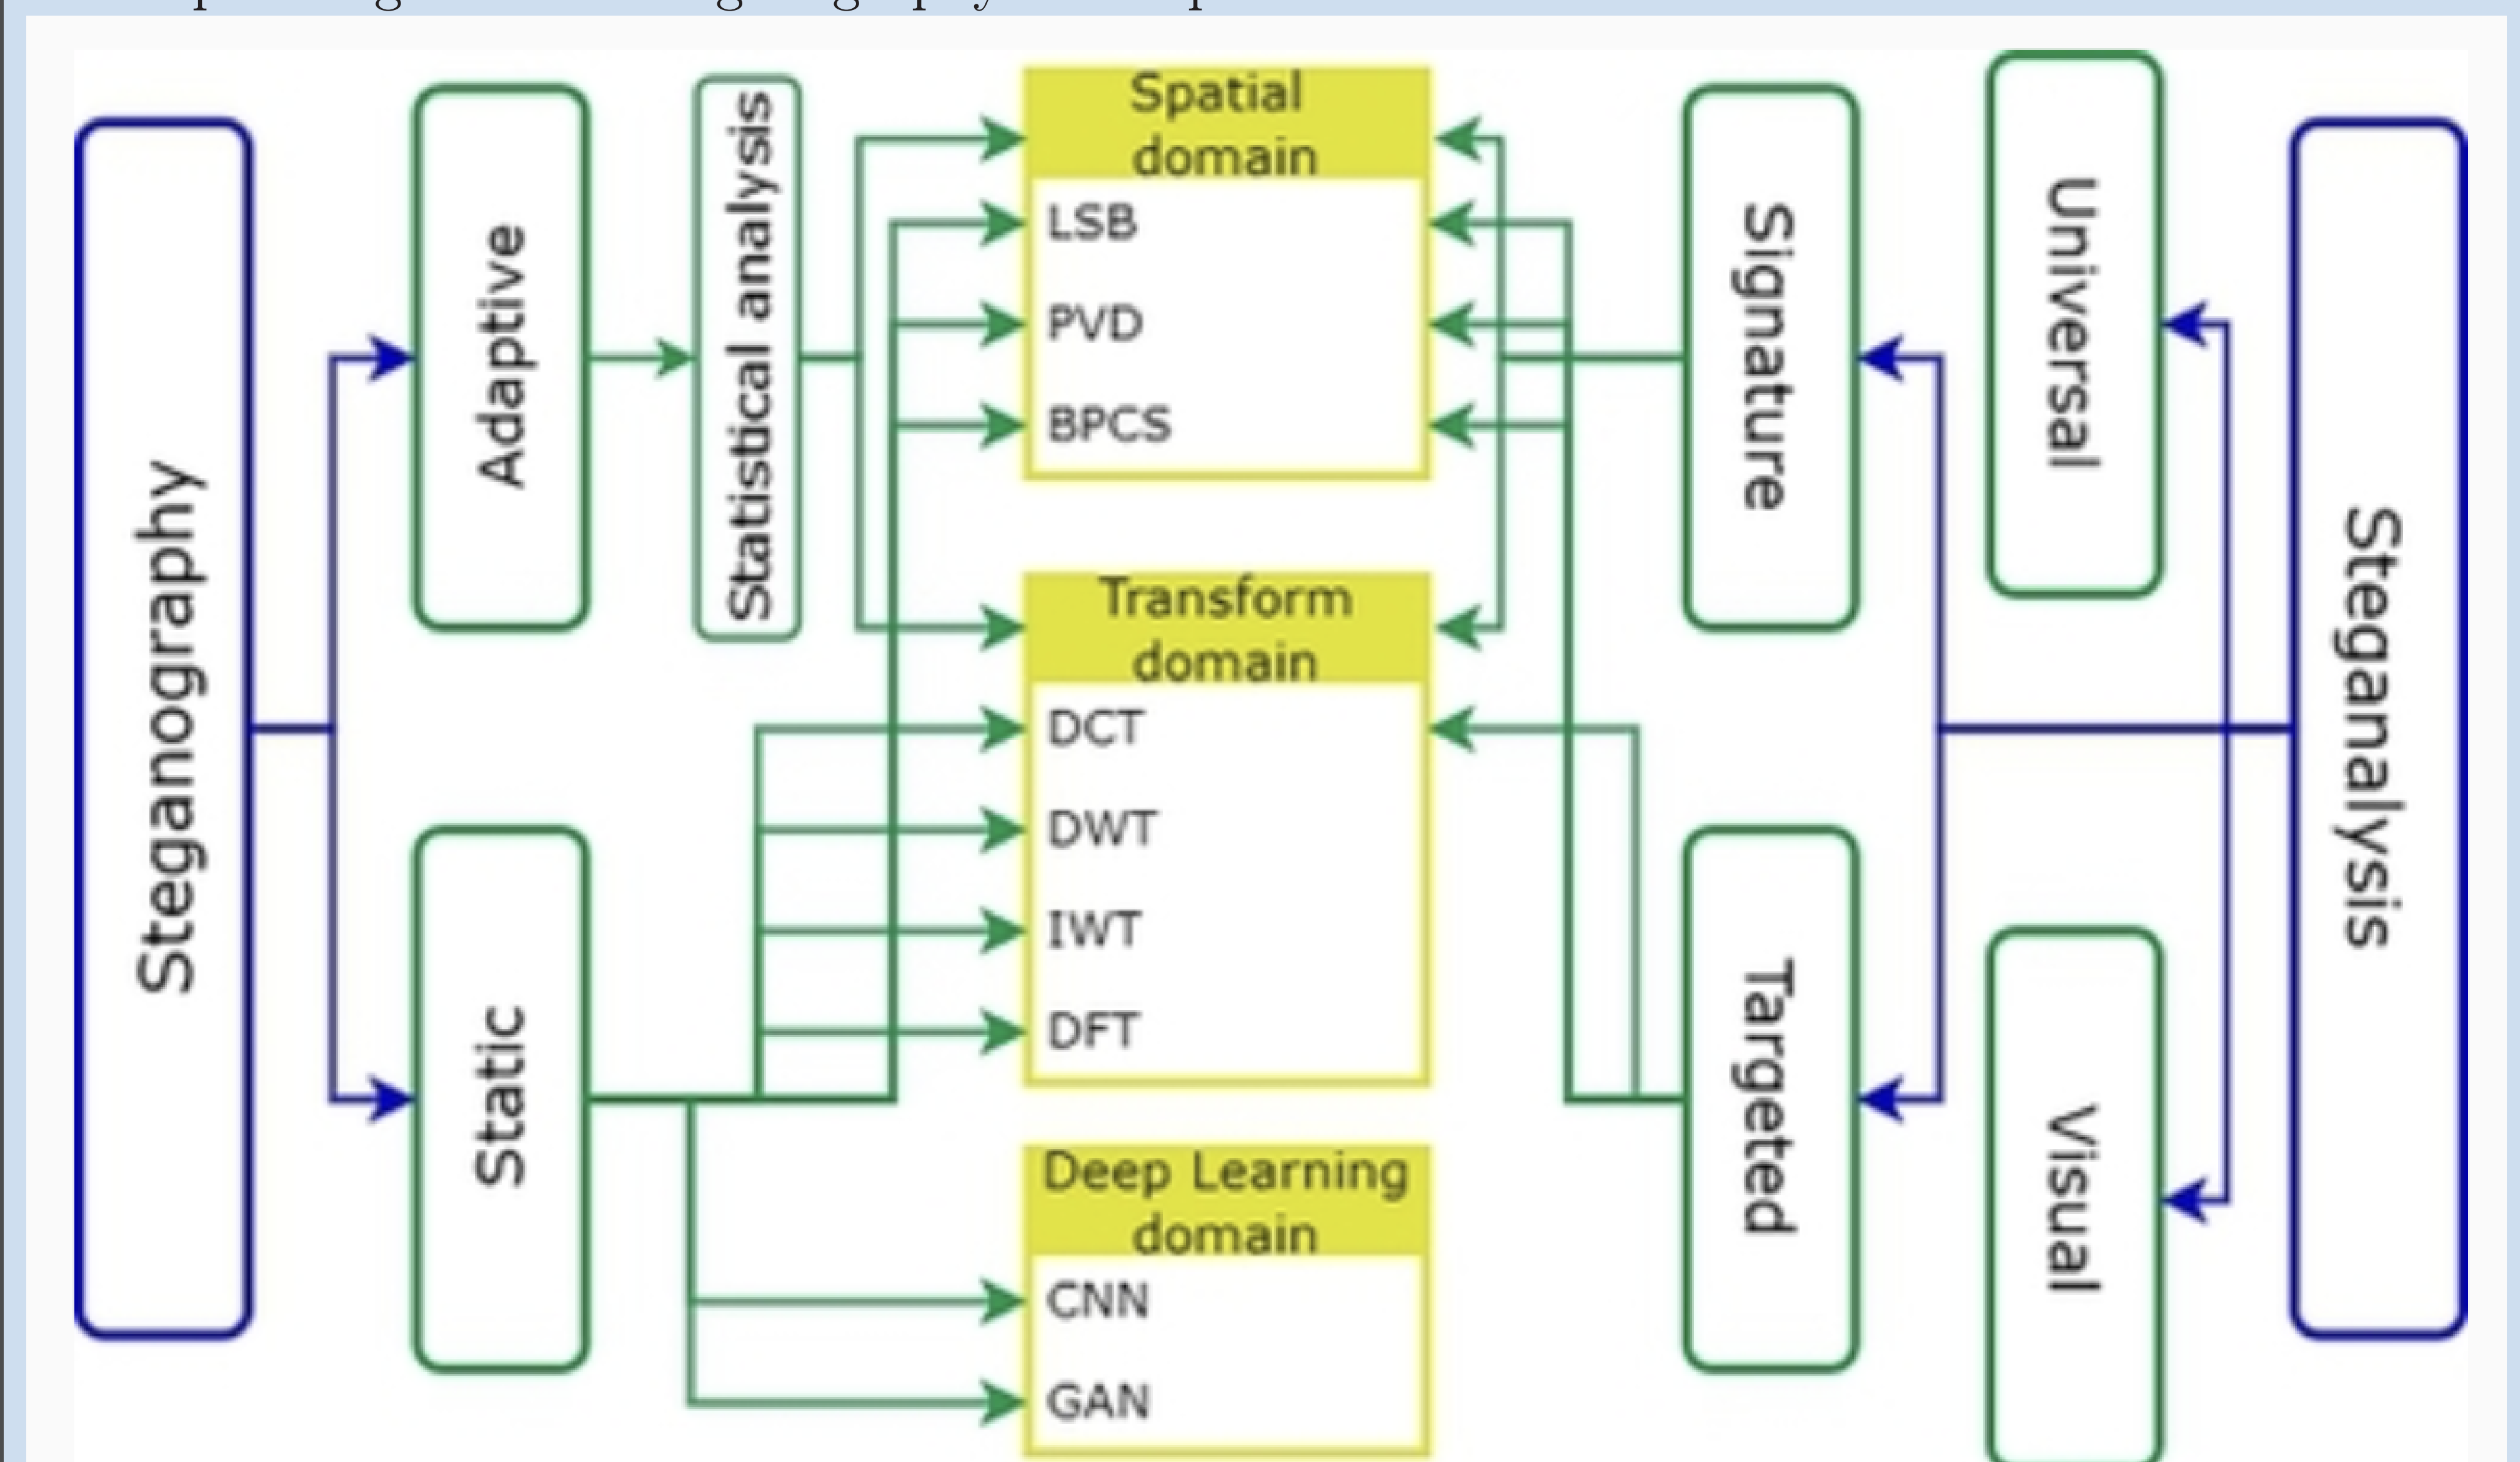 Steganography
Adaptive
Static
Statistical analysis
Spatial
domain
LSB
PVD
BPCS
Transform
domain
DCT
DWT
IWT
DFT
Deep Learning
domain
CNN
GAN
Signature
Targeted
Universal
Visual
Steganalysis